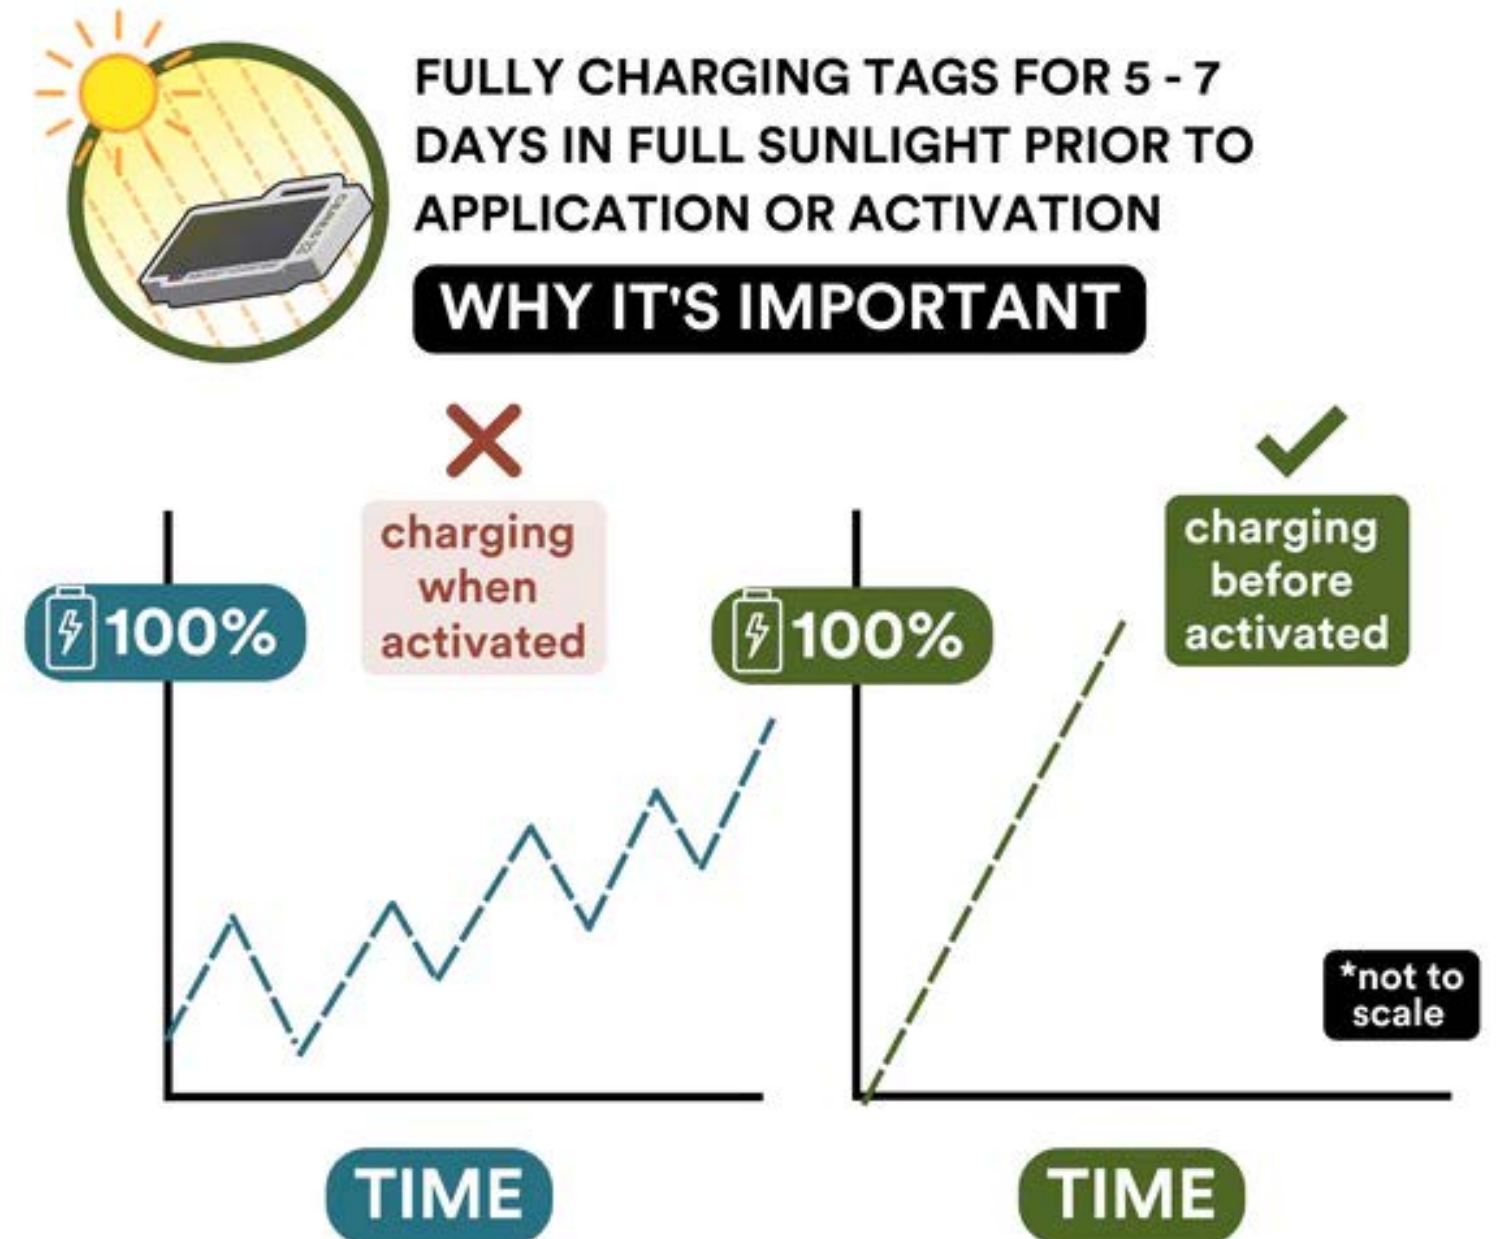 FULLY CHARGING TAGS FOR 5 - 7
DAYS IN FULL SUNLIGHT PRIOR TO
APPLICATION OR ACTIVATION
WHY IT'S IMPORTANT
charging
when
activated
100%
TIME
charging
before
activated
100%
*not to
scale
TIME